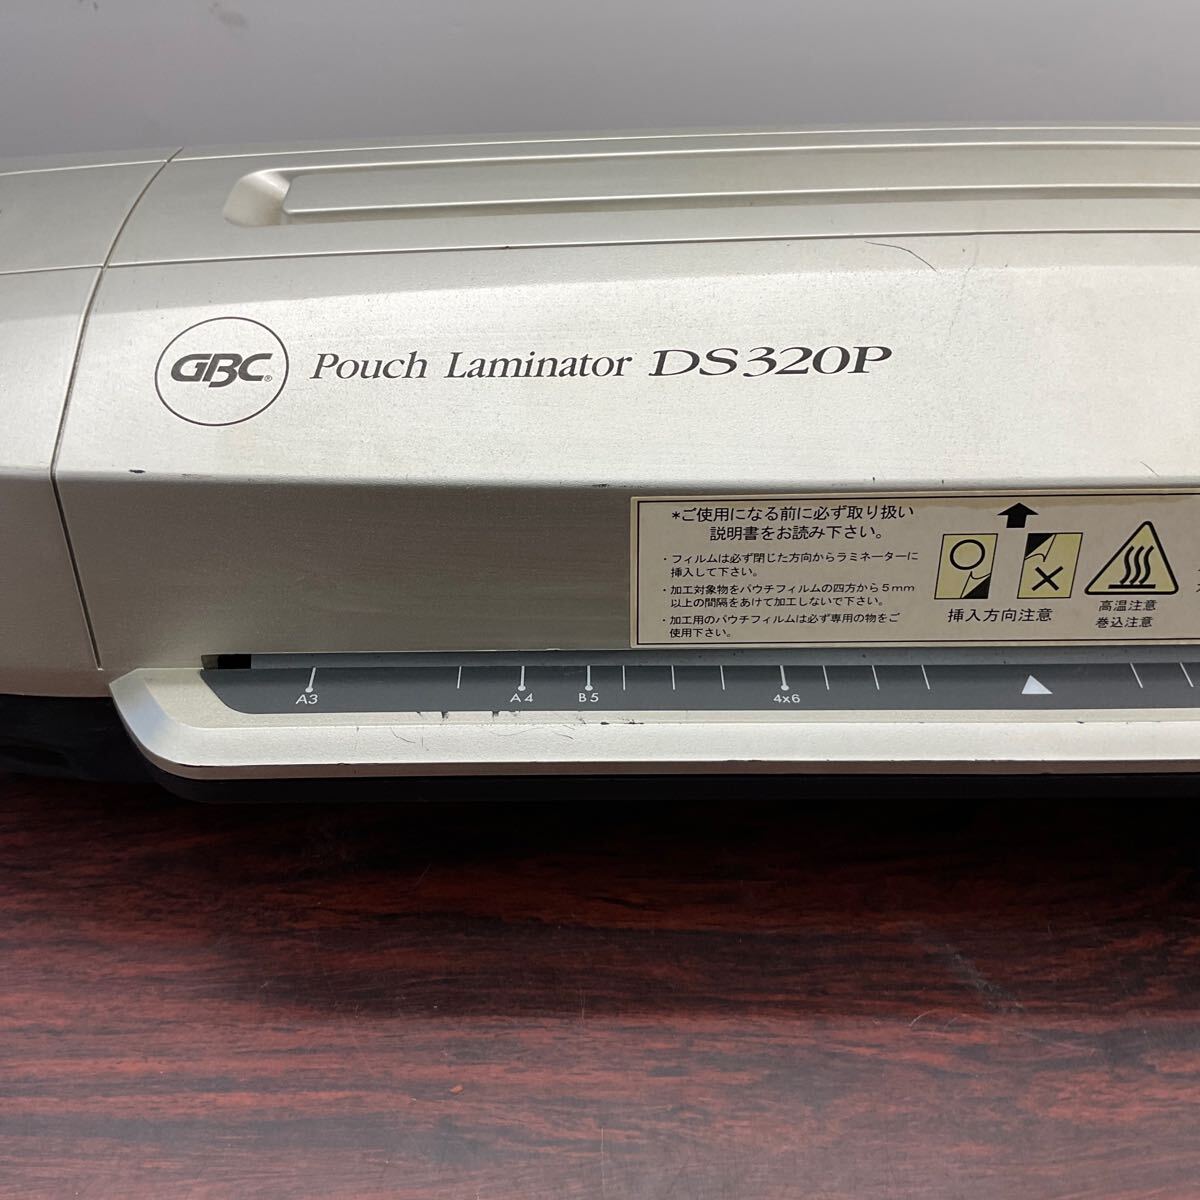 GBC® Pouch Laminator DS320P
*ご使用になる前に必ず取り扱い
説明書をお読み下さい。
・フィルムは必ず閉じた方向からラミネーターに
挿入して下さい。
・加工対象物をパウチフィルムの四方から5mm
以上の間隔をあけて加工しないで下さい。
・加工用のパウチフィルムは必ず専用の物をご
使用下さい。
挿入方向注意
高温注意
巻込注意
A3 A4 B5 4x6